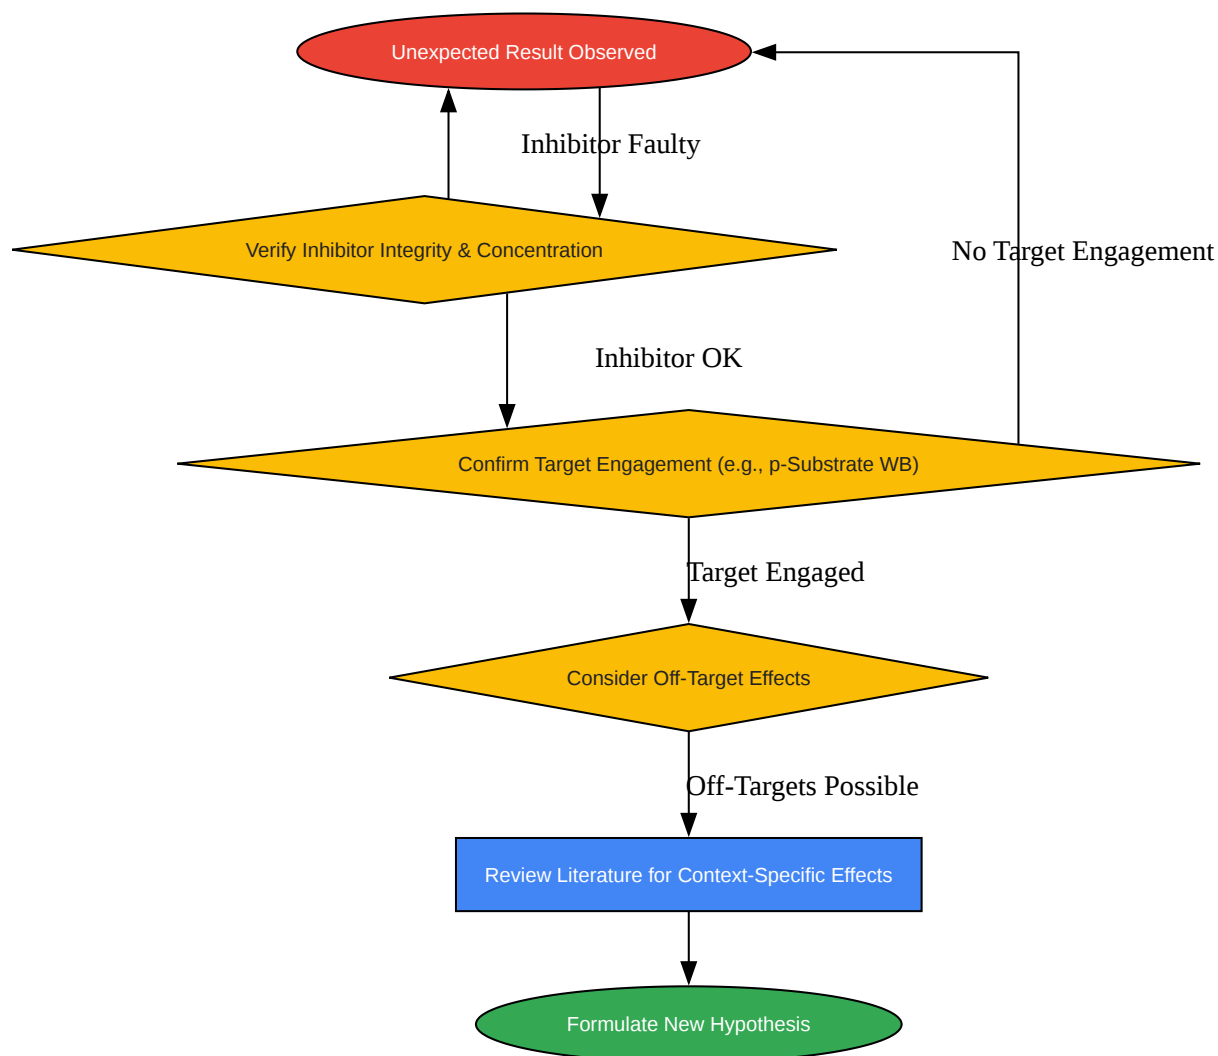 Unexpected Result Observed
Inhibitor Faulty
Verify Inhibitor Integrity & Concentration
No Target Engagement
Inhibitor OK
Confirm Target Engagement (e.g., p-Substrate WB)
Target Engaged
Consider Off-Target Effects
Off-Targets Possible
Review Literature for Context-Specific Effects
Formulate New Hypothesis